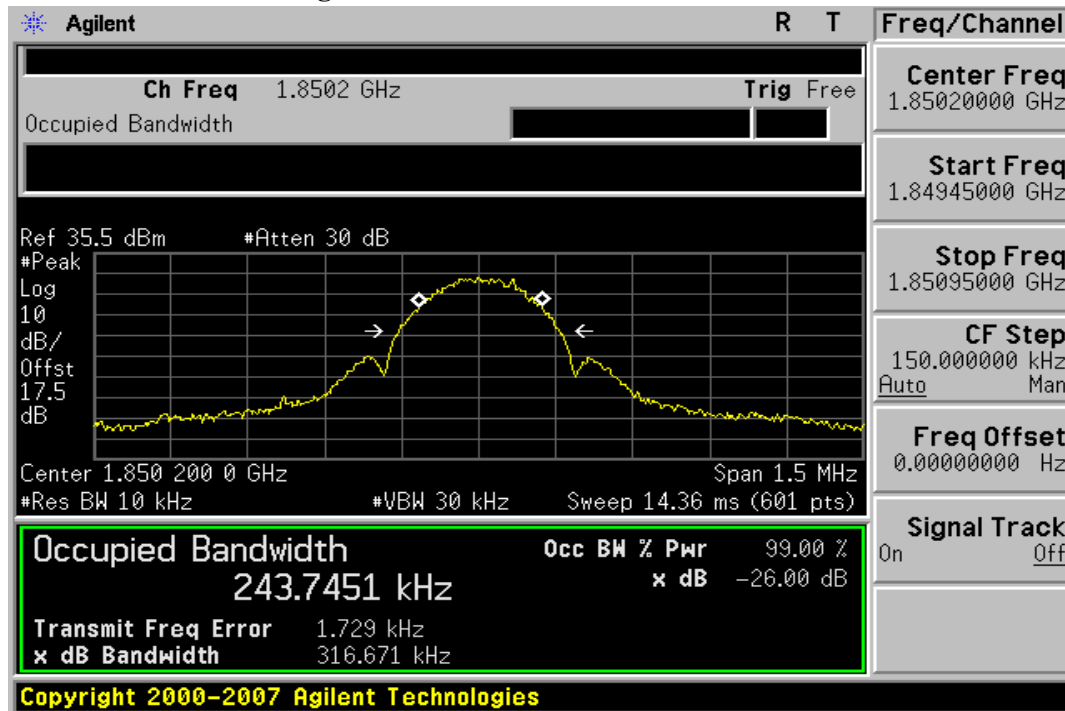 Agilent R T
Freq/Channel
Ch Freq 1.8502 GHz Trig Free
Occupied Bandwidth
Center Freq
1.85020000 GHz
Start Freq
1.84945000 GHz
Stop Freq
1.85095000 GHz
CF Step
150.000000 kHz
Auto Man
Freq Offset
0.00000000 Hz
Signal Track
On Off
Ref 35.5 dBm #Atten 30 dB
#Peak
Log
10
dB/
Offst
17.5
dB
Center 1.850 200 0 GHz Span 1.5 MHz
#Res BW 10 kHz #VBW 30 kHz Sweep 14.36 ms (601 pts)
Occupied Bandwidth Occ BW % Pwr 99.00 %
243.7451 kHz x dB -26.00 dB
Transmit Freq Error 1.729 kHz
x dB Bandwidth 316.671 kHz
Copyright 2000-2007 Agilent Technologies